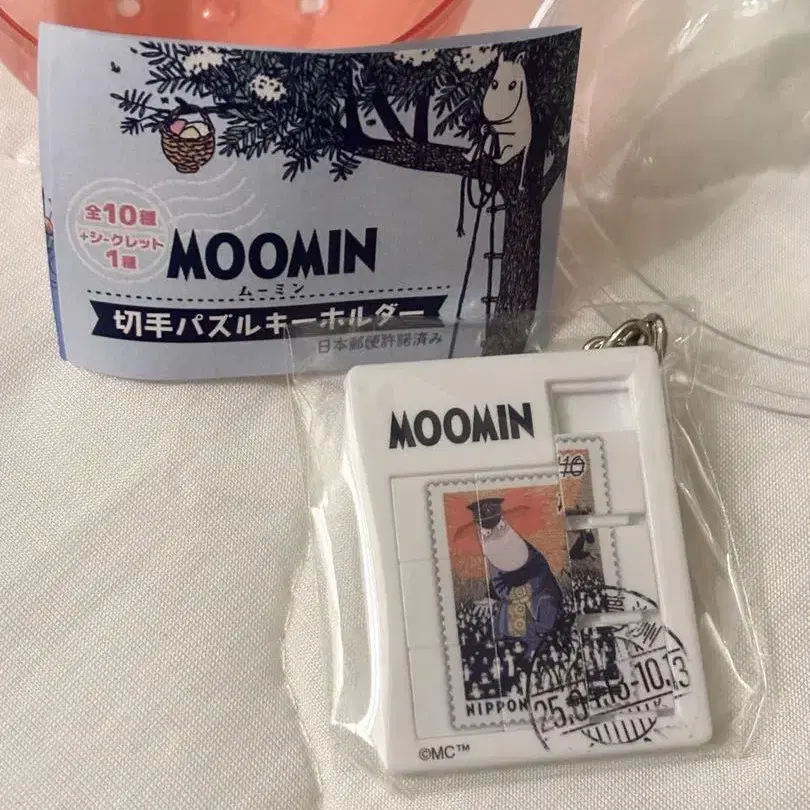 全10種
+シークレット
1種
MOOMIN
ムーミン
切手パズルキーホルダー
日本郵便許諾済み
MOOMIN
NIPPON
©MC™